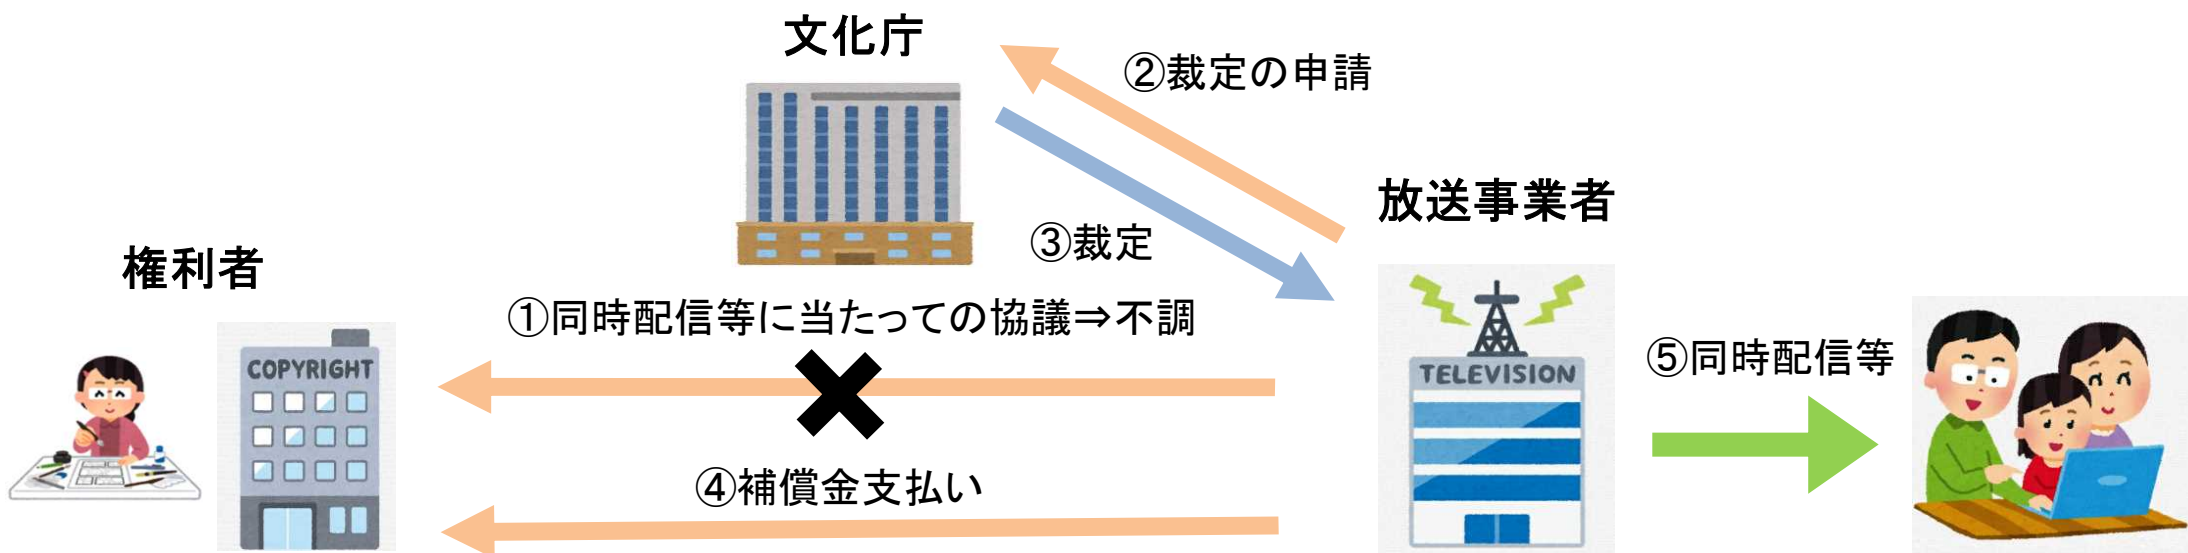 文化庁
②裁定の申請
放送事業者
③裁定
権利者
①同時配信等に当たっての協議⇒不調
COPYRIGHT
TELEVISION
⑤同時配信等
④補償金支払い